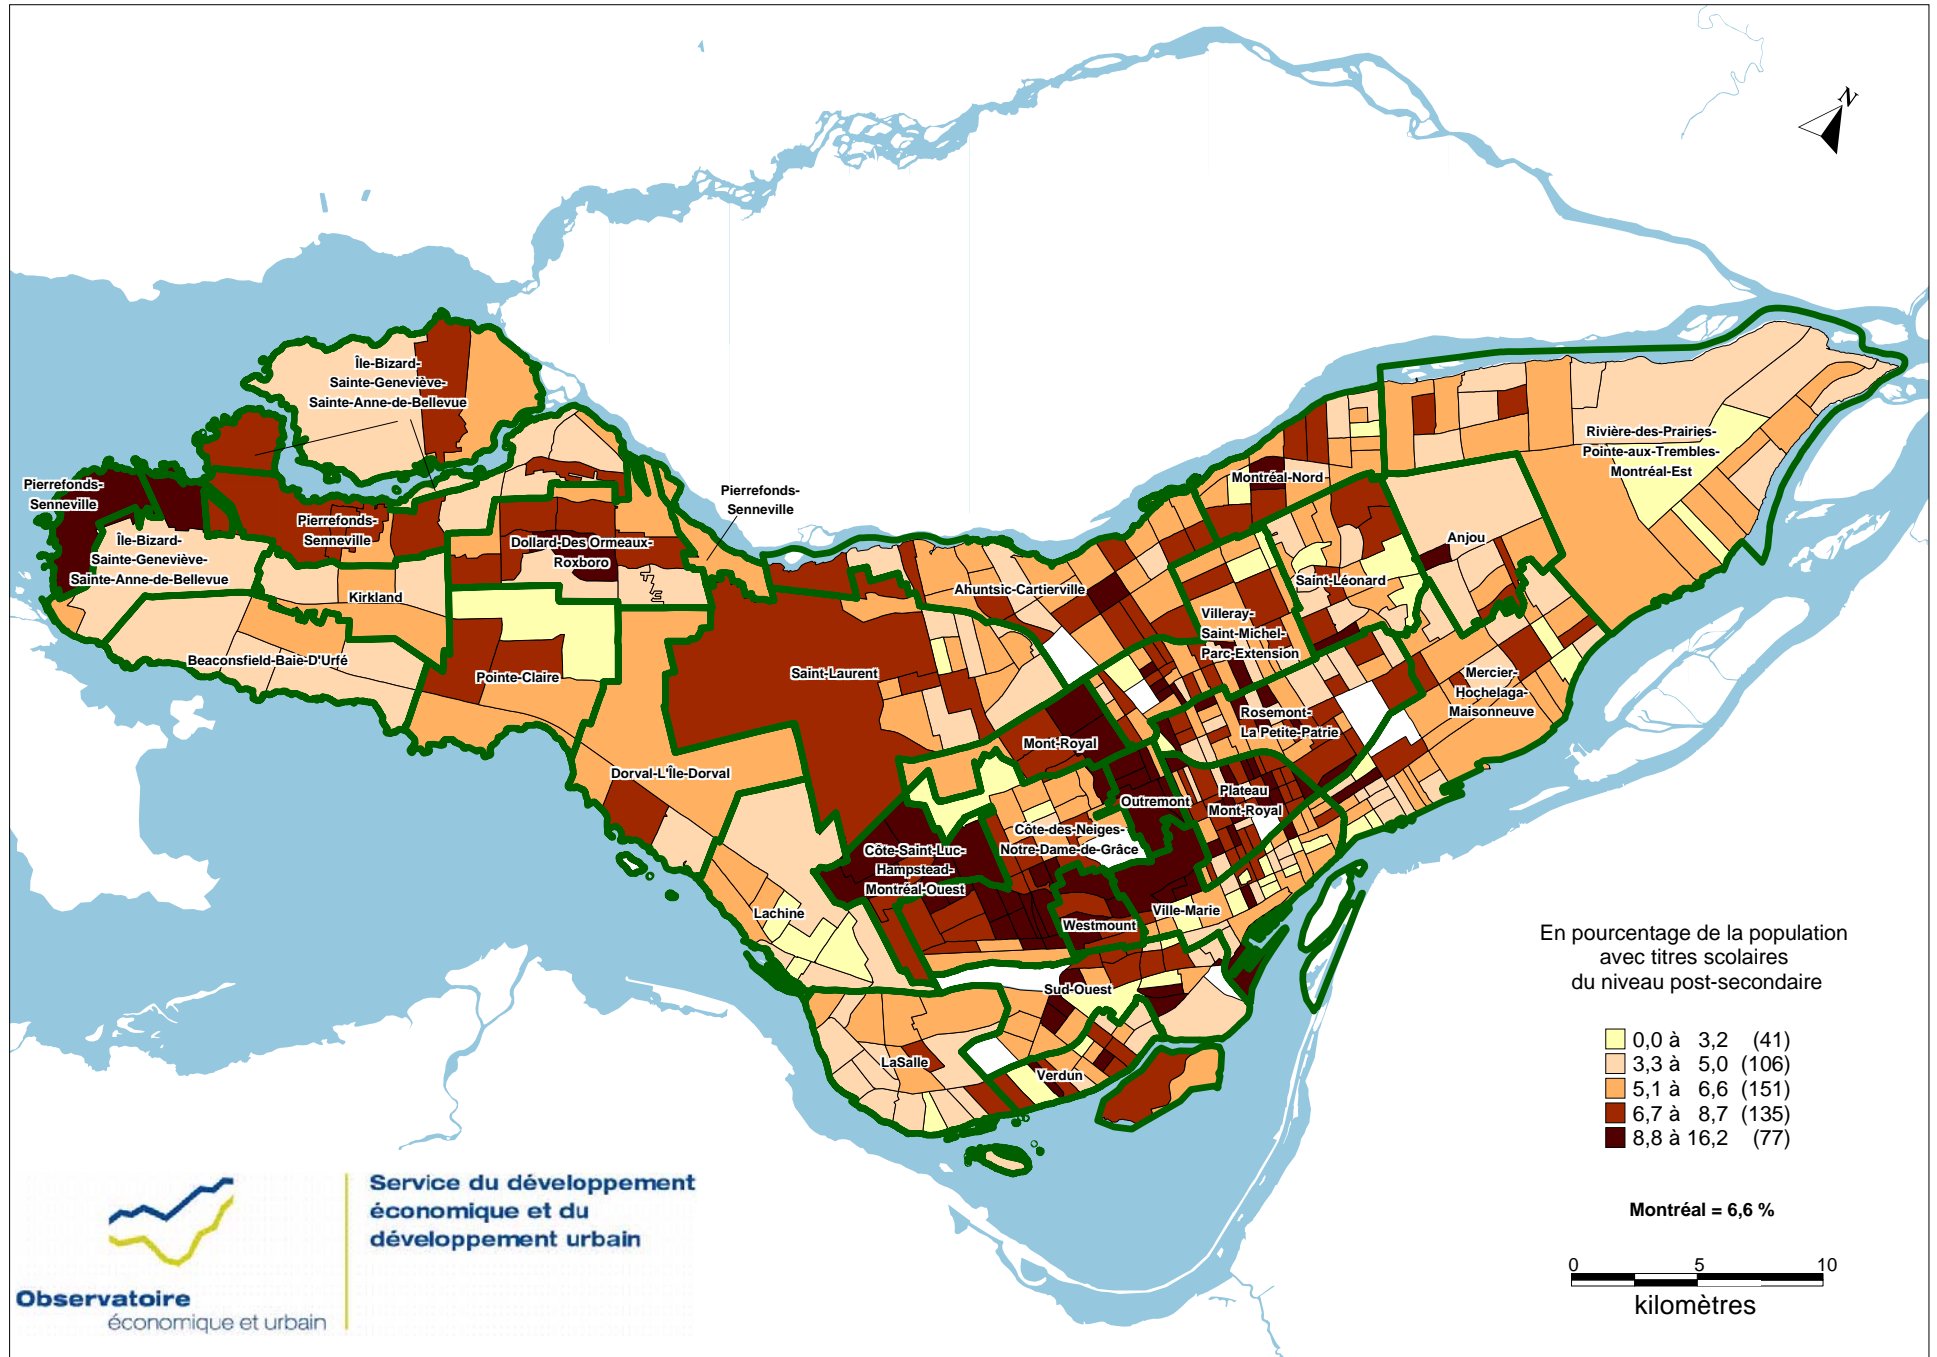 N
Île-Bizard-
Sainte-Geneviève-
Sainte-Anne-de-Bellevue
Pierrefonds-
Senneville
Pierrefonds-
Senneville
Île-Bizard-
Sainte-Geneviève-
Sainte-Anne-de-Bellevue
Pierrefonds-
Senneville
Dollard-Des Ormeaux-
Roxboro
Kirkland
Beaconsfield-Baie-D'Urfé
Pointe-Claire
Dorval-L'Île-Dorval
Saint-Laurent
Ahuntsic-Cartierville
Montréal-Nord
Rivière-des-Prairies-
Pointe-aux-Trembles-
Montréal-Est
Anjou
Saint-Léonard
Villeray-
Saint-Michel-
Parc-Extension
Mercier-
Hochelaga-
Maisonneuve
Rosemont-
La Petite-Patrie
Mont-Royal
Outremont
Plateau
Mont-Royal
Côte-des-Neiges-
Notre-Dame-de-Grâce
Côte-Saint-Luc-
Hampstead-
Montréal-Ouest
Lachine
Westmount
Ville-Marie
Sud-Ouest
LaSalle
Verdun
En pourcentage de la population
avec titres scolaires
du niveau post-secondaire
0,0 à 3,2 (41)
3,3 à 5,0 (106)
5,1 à 6,6 (151)
6,7 à 8,7 (135)
8,8 à 16,2 (77)
Montréal = 6,6 %
0 5 10
kilomètres
Service du développement
économique et du
développement urbain
Observatoire
économique et urbain